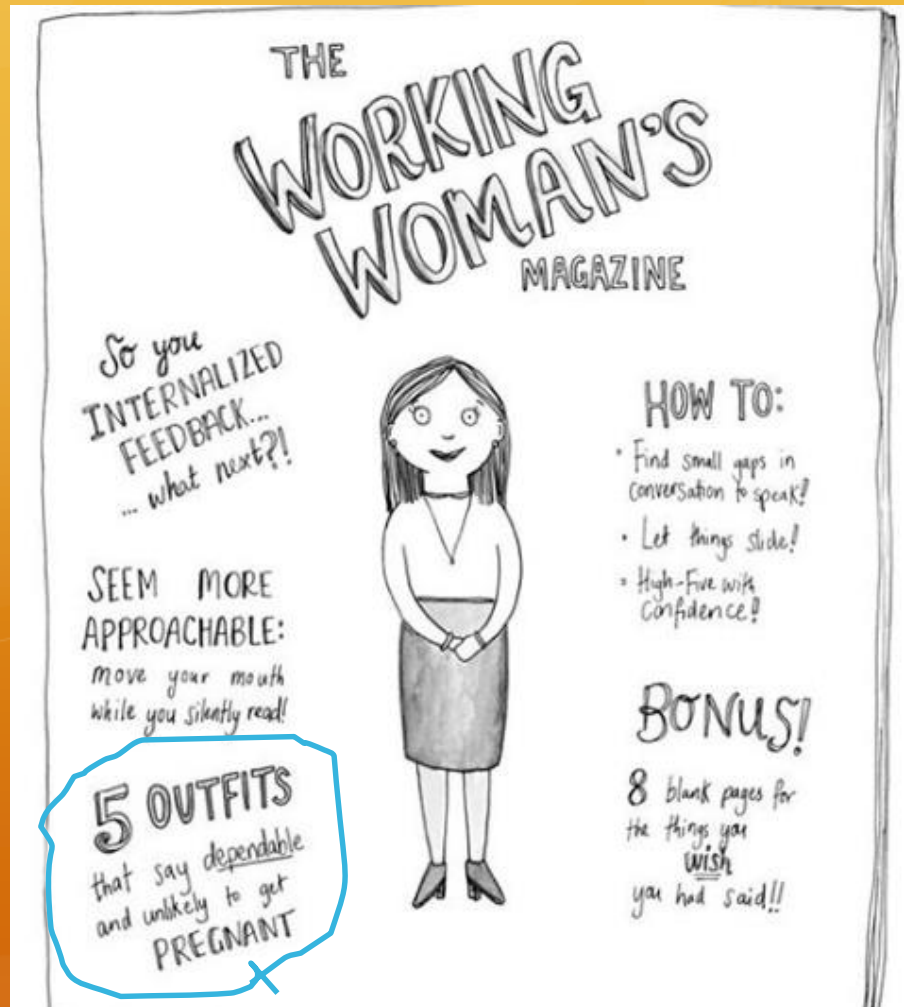 THE
WORKING
WOMAN'S
MAGAZINE
So you
INTERNALIZED
FEEDBACK...
... what next?!
SEEM MORE
APPROACHABLE:
move your mouth
while you silently read!
5 OUTFITS
that say dependable
and unlikely to get
PREGNANT
HOW TO:
• Find small gaps in
conversation to speak!
• Let things slide!
• High-Five with
Confidence!
BONUS!
8 blank pages for
the things you
wish
you had said!!